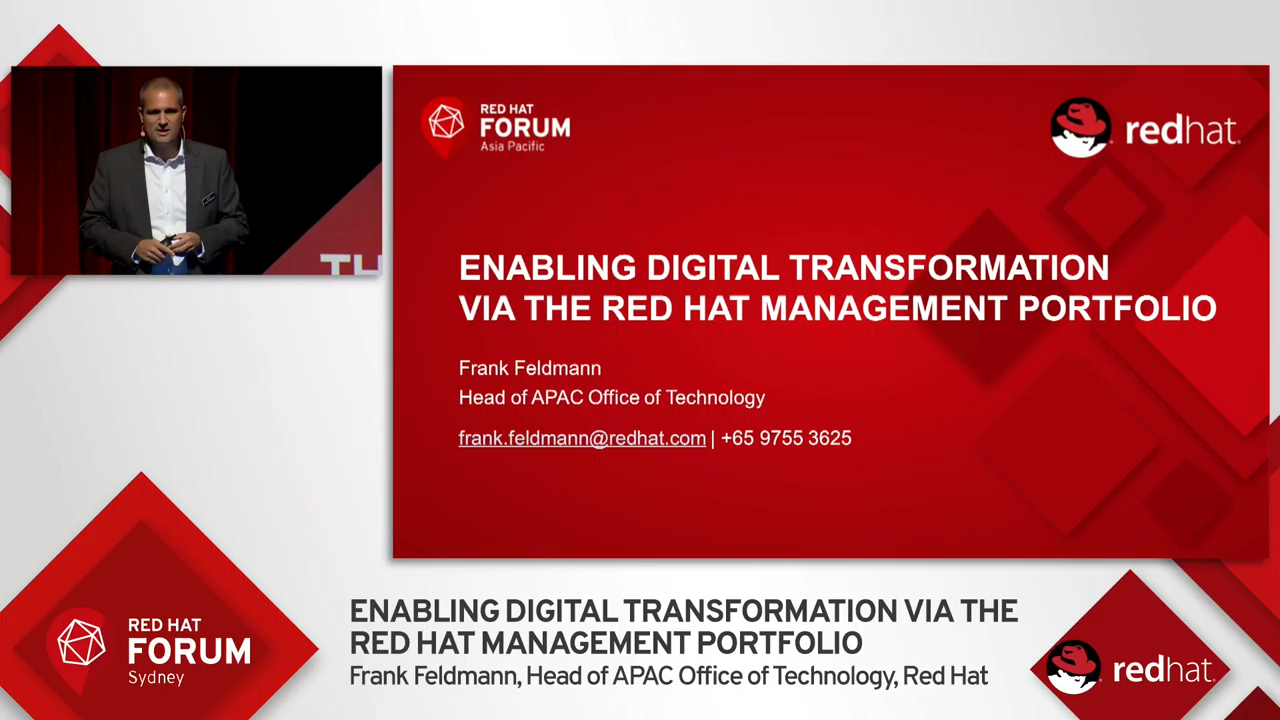 RED HAT
FORUM
Asia Pacific
redhat.
ENABLING DIGITAL TRANSFORMATION
VIA THE RED HAT MANAGEMENT PORTFOLIO
Frank Feldmann
Head of APAC Office of Technology
frank.feldmann@redhat.com | +65 9755 3625
TH
RED HAT
FORUM
Sydney
ENABLING DIGITAL TRANSFORMATION VIA THE
RED HAT MANAGEMENT PORTFOLIO
Frank Feldmann, Head of APAC Office of Technology, Red Hat
redhat.